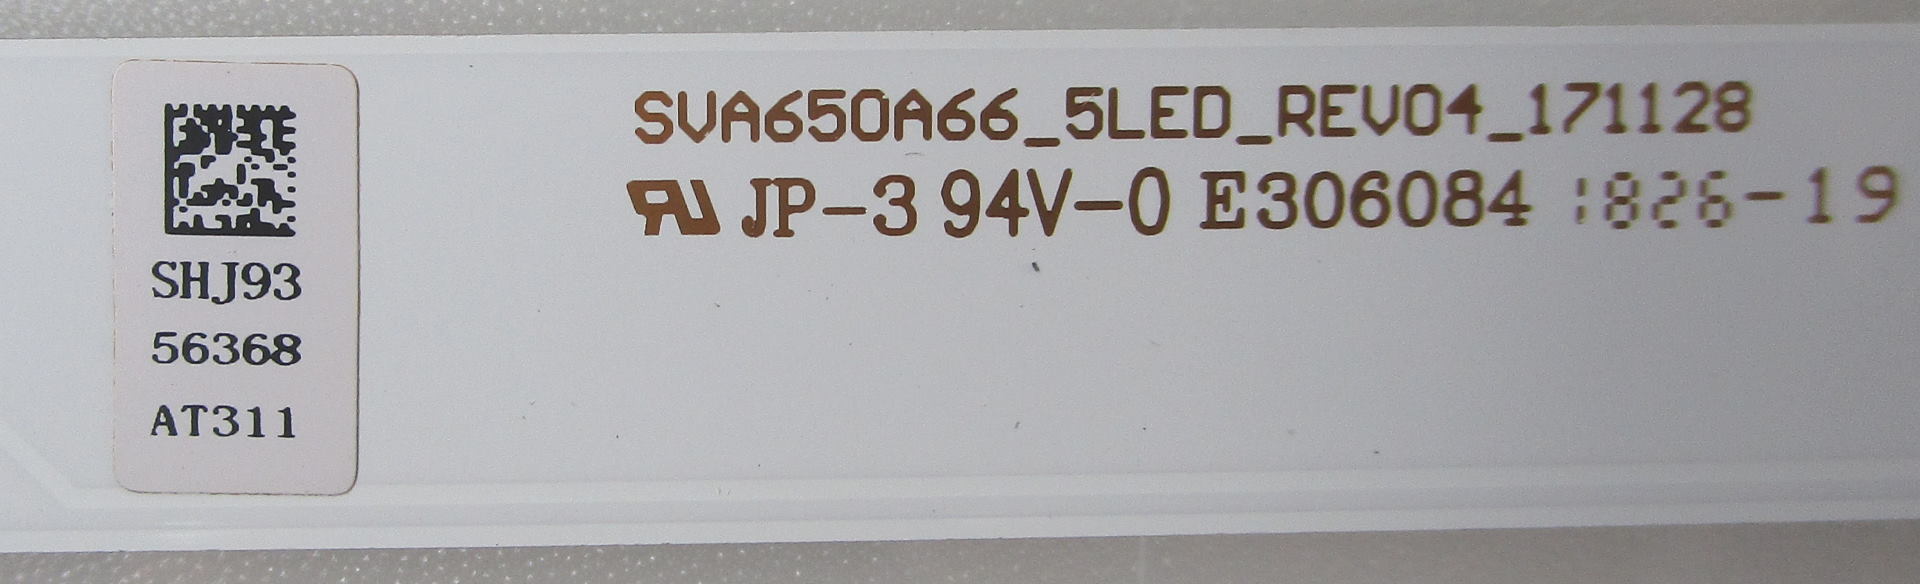 SHJ93
56368
AT311
SVA650A66_5LED_REV04_171128
JP-3 94V-0 E306084 1826-19